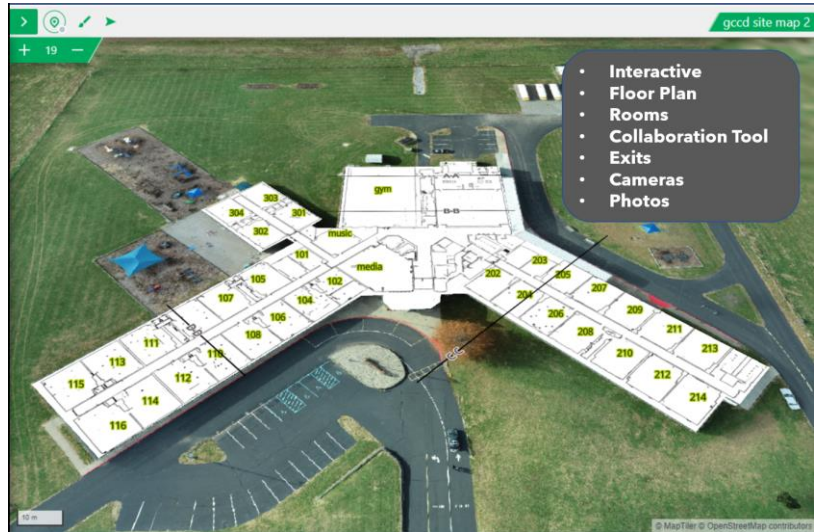 gccd site map 2
19
Interactive
Floor Plan
Rooms
Collaboration Tool
Exits
Cameras
Photos
gym
303
304
301
302
music
101
media
105
102
107
104
106
111
108
110
113
112
115
114
116
202
203
205
204
207
206
209
208
211
210
213
212
214
A-A
B-B
C-C
10 m
© MapTiler © OpenStreetMap contributors